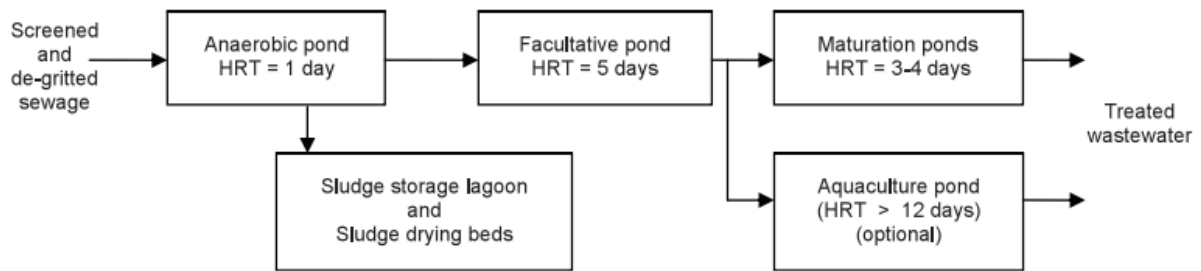 Screened
and
de-gritted
sewage
Anaerobic pond
HRT = 1 day
Facultative pond
HRT = 5 days
Maturation ponds
HRT = 3-4 days
Treated
wastewater
Sludge storage lagoon
and
Sludge drying beds
Aquaculture pond
(HRT > 12 days)
(optional)